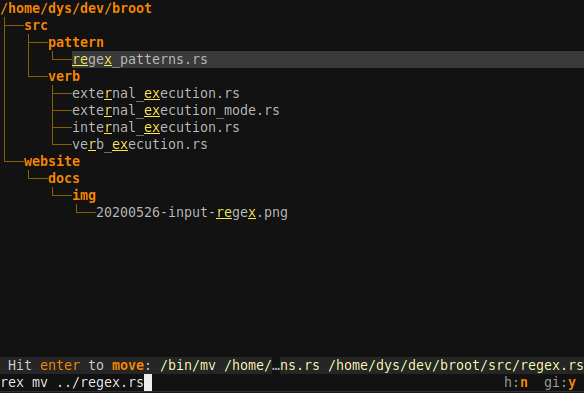 /home/dys/dev/broot
src
pattern
regex_patterns.rs
verb
external_execution.rs
external_execution_mode.rs
internal_execution.rs
verb_execution.rs
website
docs
img
20200526-input-regex.png
Hit enter to move: /bin/mv /home/…ns.rs /home/dys/dev/broot/src/regex.rs
rex mv ../regex.rs h:n gi:y